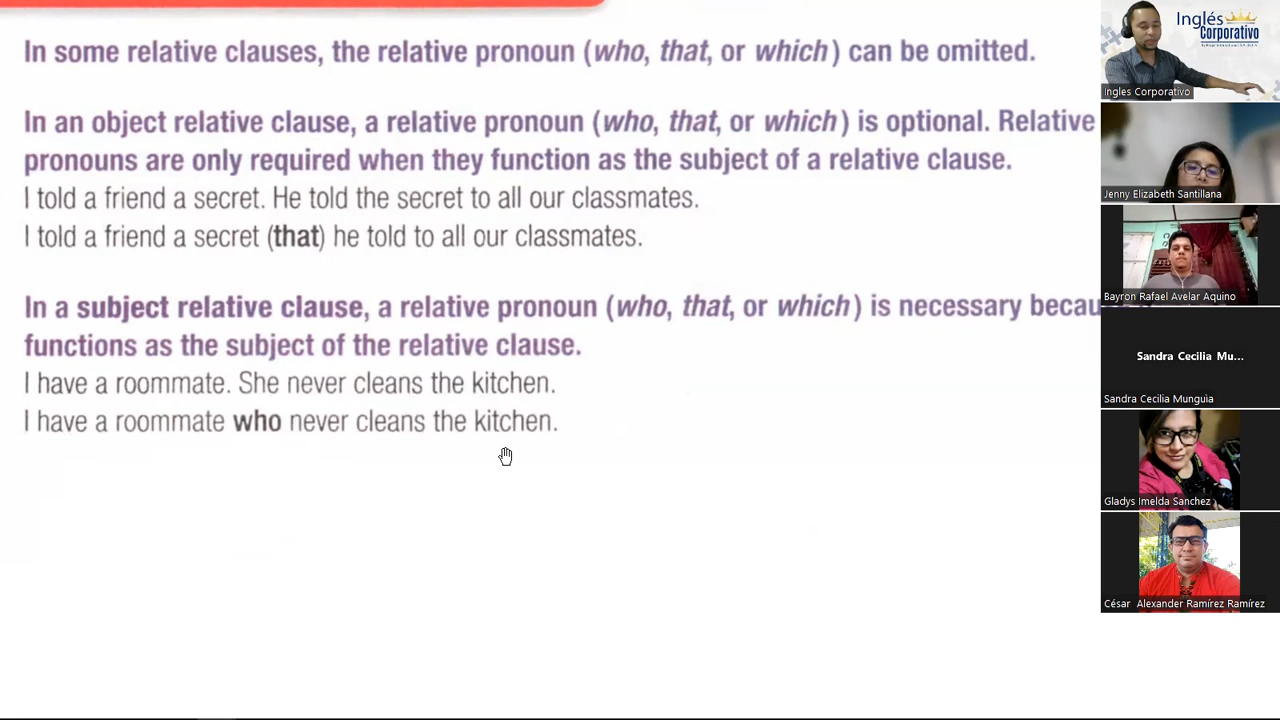 In some relative clauses, the relative pronoun (who, that, or which) can be omitted.
In an object relative clause, a relative pronoun (who, that, or which) is optional. Relative
pronouns are only required when they function as the subject of a relative clause.
I told a friend a secret. He told the secret to all our classmates.
I told a friend a secret (that) he told to all our classmates.
In a subject relative clause, a relative pronoun (who, that, or which) is necessary becau
functions as the subject of the relative clause.
I have a roommate. She never cleans the kitchen.
I have a roommate who never cleans the kitchen.
Inglés
Corporativo
Ingles Corporativo
Jenny Elizabeth Santillana
Bayron Rafael Avelar Aquino
Sandra Cecilia Mu...
Sandra Cecilia Munguia
Gladys Imelda Sanchez
César Alexander Ramírez Ramírez